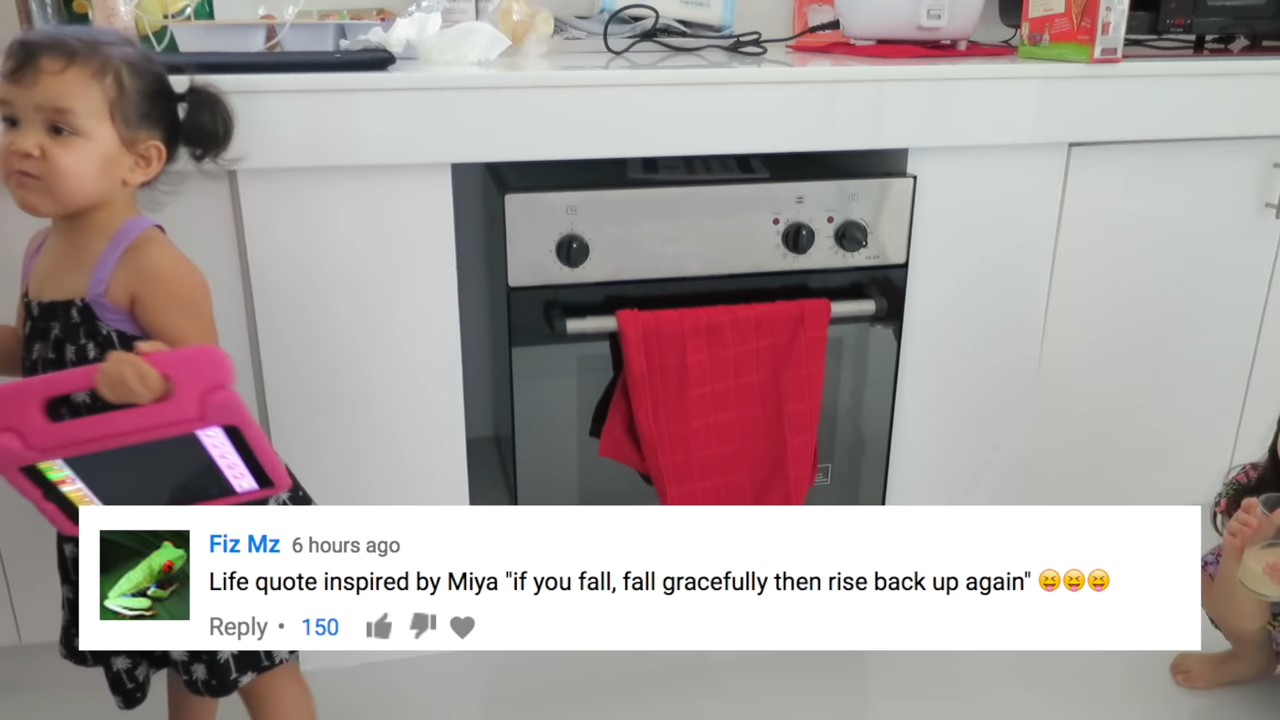 Fiz Mz 6 hours ago
Life quote inspired by Miya "if you fall, fall gracefully then rise back up again" 😝😝😝
Reply • 150